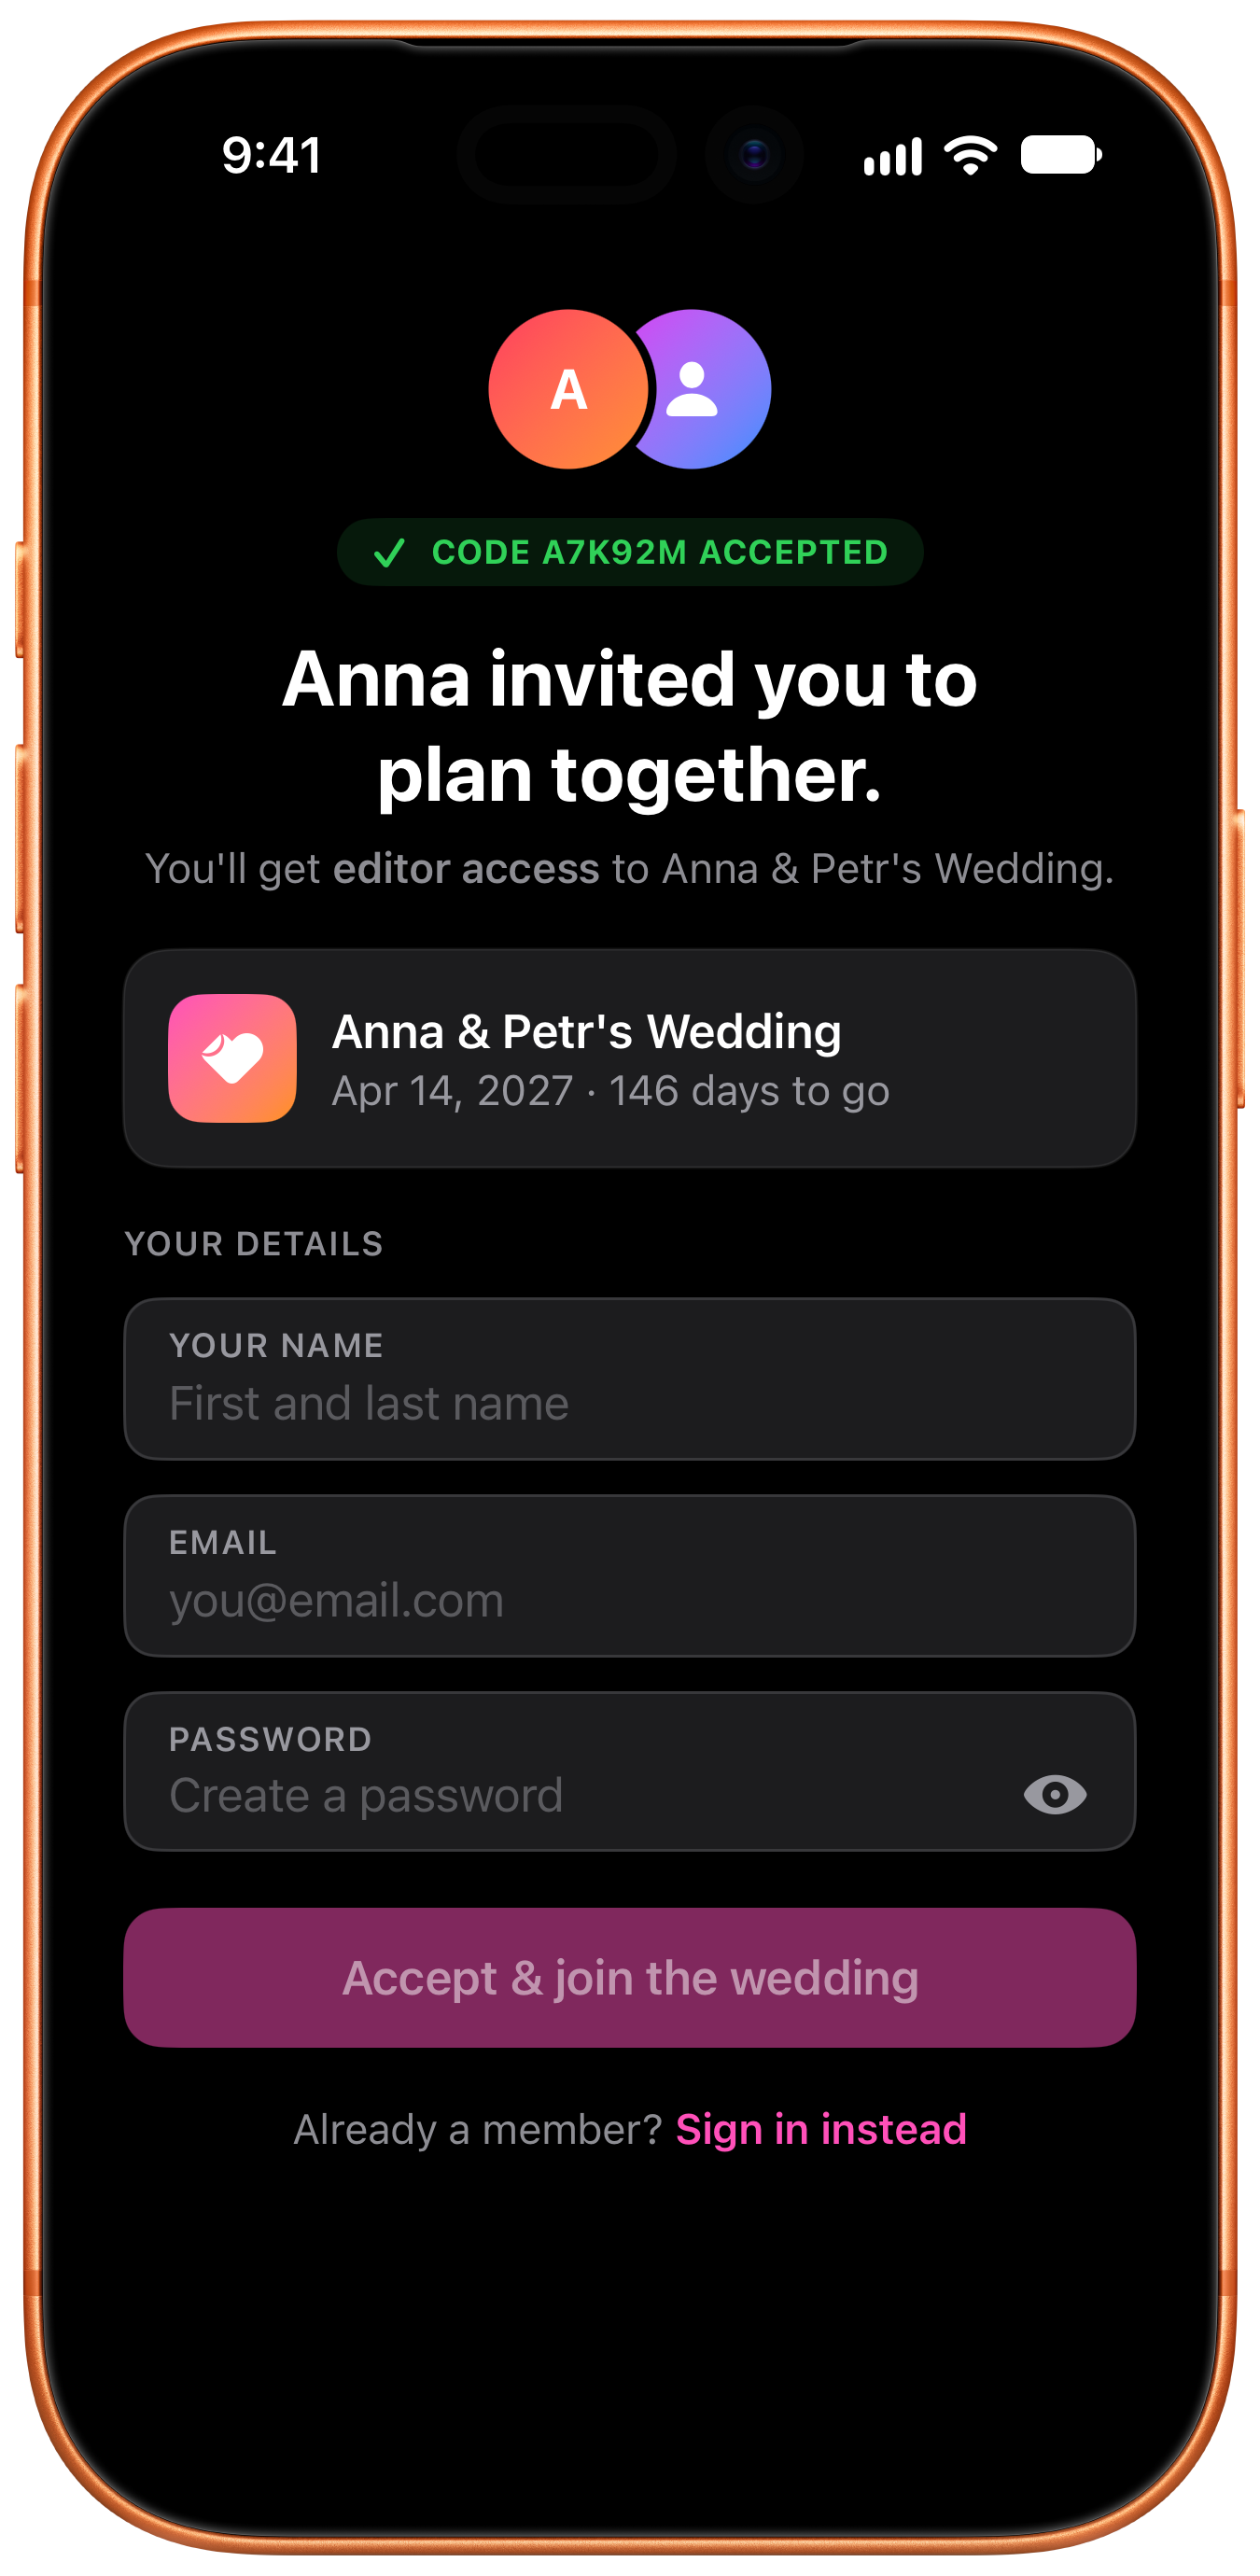 9:41
A
CODE A7K92M ACCEPTED
Anna invited you to
plan together.
You'll get editor access to Anna & Petr's Wedding.
Anna & Petr's Wedding
Apr 14, 2027 · 146 days to go
YOUR DETAILS
YOUR NAME
First and last name
EMAIL
you@email.com
PASSWORD
Create a password
Accept & join the wedding
Already a member? Sign in instead